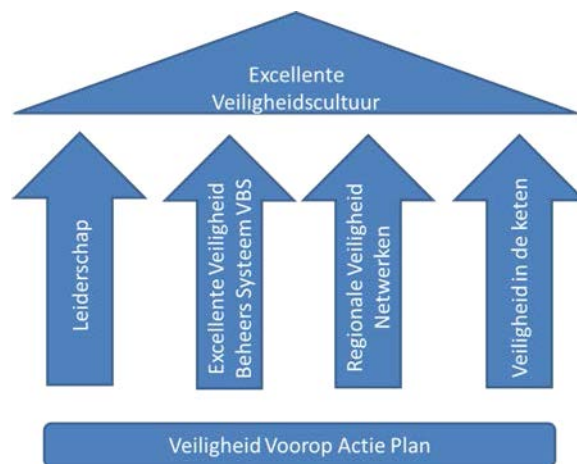 Excellente
Veiligheidscultuur
Leiderschap
Excellente Veiligheid
Beheers Systeem VBS
Regionale Veiligheid
Netwerken
Veiligheid in de keten
Veiligheid Voorop Actie Plan